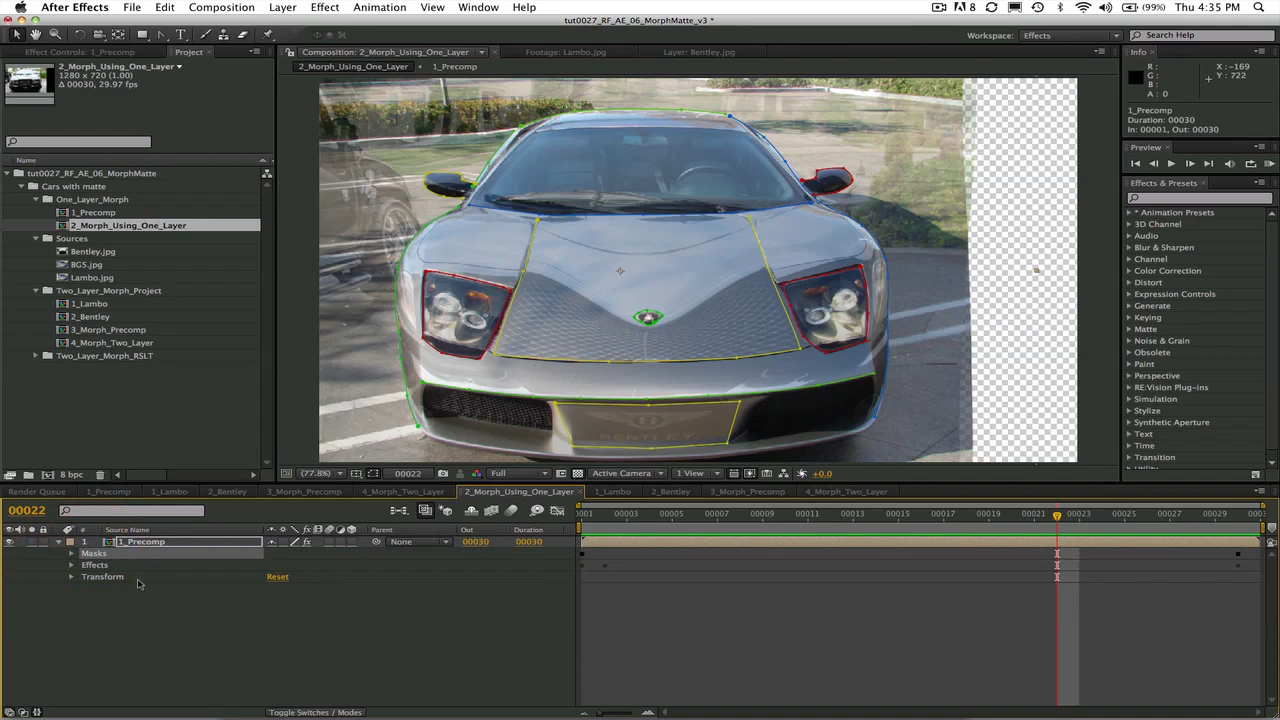 After Effects File Edit Composition Layer Effect Animation View Window Help 8 (99%) Thu 4:35 PM
tut0027_RF_AE_06_MorphMatte_v3 *
Workspace: Effects Search Help
Effect Controls: 1_Precomp Project Composition: 2_Morph_Using_One_Layer Footage: Lambo.jpg Layer: Bentley.jpg Info
2_Morph_Using_One_Layer
1280 x 720 (1.00)
Δ 00030, 29.97 fps
2_Morph_Using_One_Layer 1_Precomp
R :
G :
B :
A : 0
X : -169
Y : 722
1_Precomp
Duration: 00030
In: 00001, Out: 00030
Preview
Effects & Presets
* Animation Presets
3D Channel
Audio
Blur & Sharpen
Channel
Color Correction
Distort
Expression Controls
Generate
Keying
Matte
Noise & Grain
Obsolete
Paint
Perspective
RE:Vision Plug-ins
Simulation
Stylize
Synthetic Aperture
Text
Time
Transition
Name
tut0027_RF_AE_06_MorphMatte
Cars with matte
One_Layer_Morph
1_Precomp
2_Morph_Using_One_Layer
Sources
Bentley.jpg
BG5.jpg
Lambo.jpg
Two_Layer_Morph_Project
1_Lambo
2_Bentley
3_Morph_Precomp
4_Morph_Two_Layer
Two_Layer_Morph_RSLT
BENTLEY
8 bpc
(77.8%) 00022 Full Active Camera 1 View +0.0
Render Queue 1_Precomp 1_Lambo 2_Bentley 3_Morph_Precomp 4_Morph_Two_Layer 2_Morph_Using_One_Layer 1_Lambo 2_Bentley 3_Morph_Precomp 4_Morph_Two_Layer
00022
0001 00003 00005 00007 00009 00011 00013 00015 00017 00019 00021 00023 00025 00027 00029
# Source Name Parent Out Duration
1 1_Precomp None 00030 00030
Masks
Effects
Transform Reset
Toggle Switches / Modes